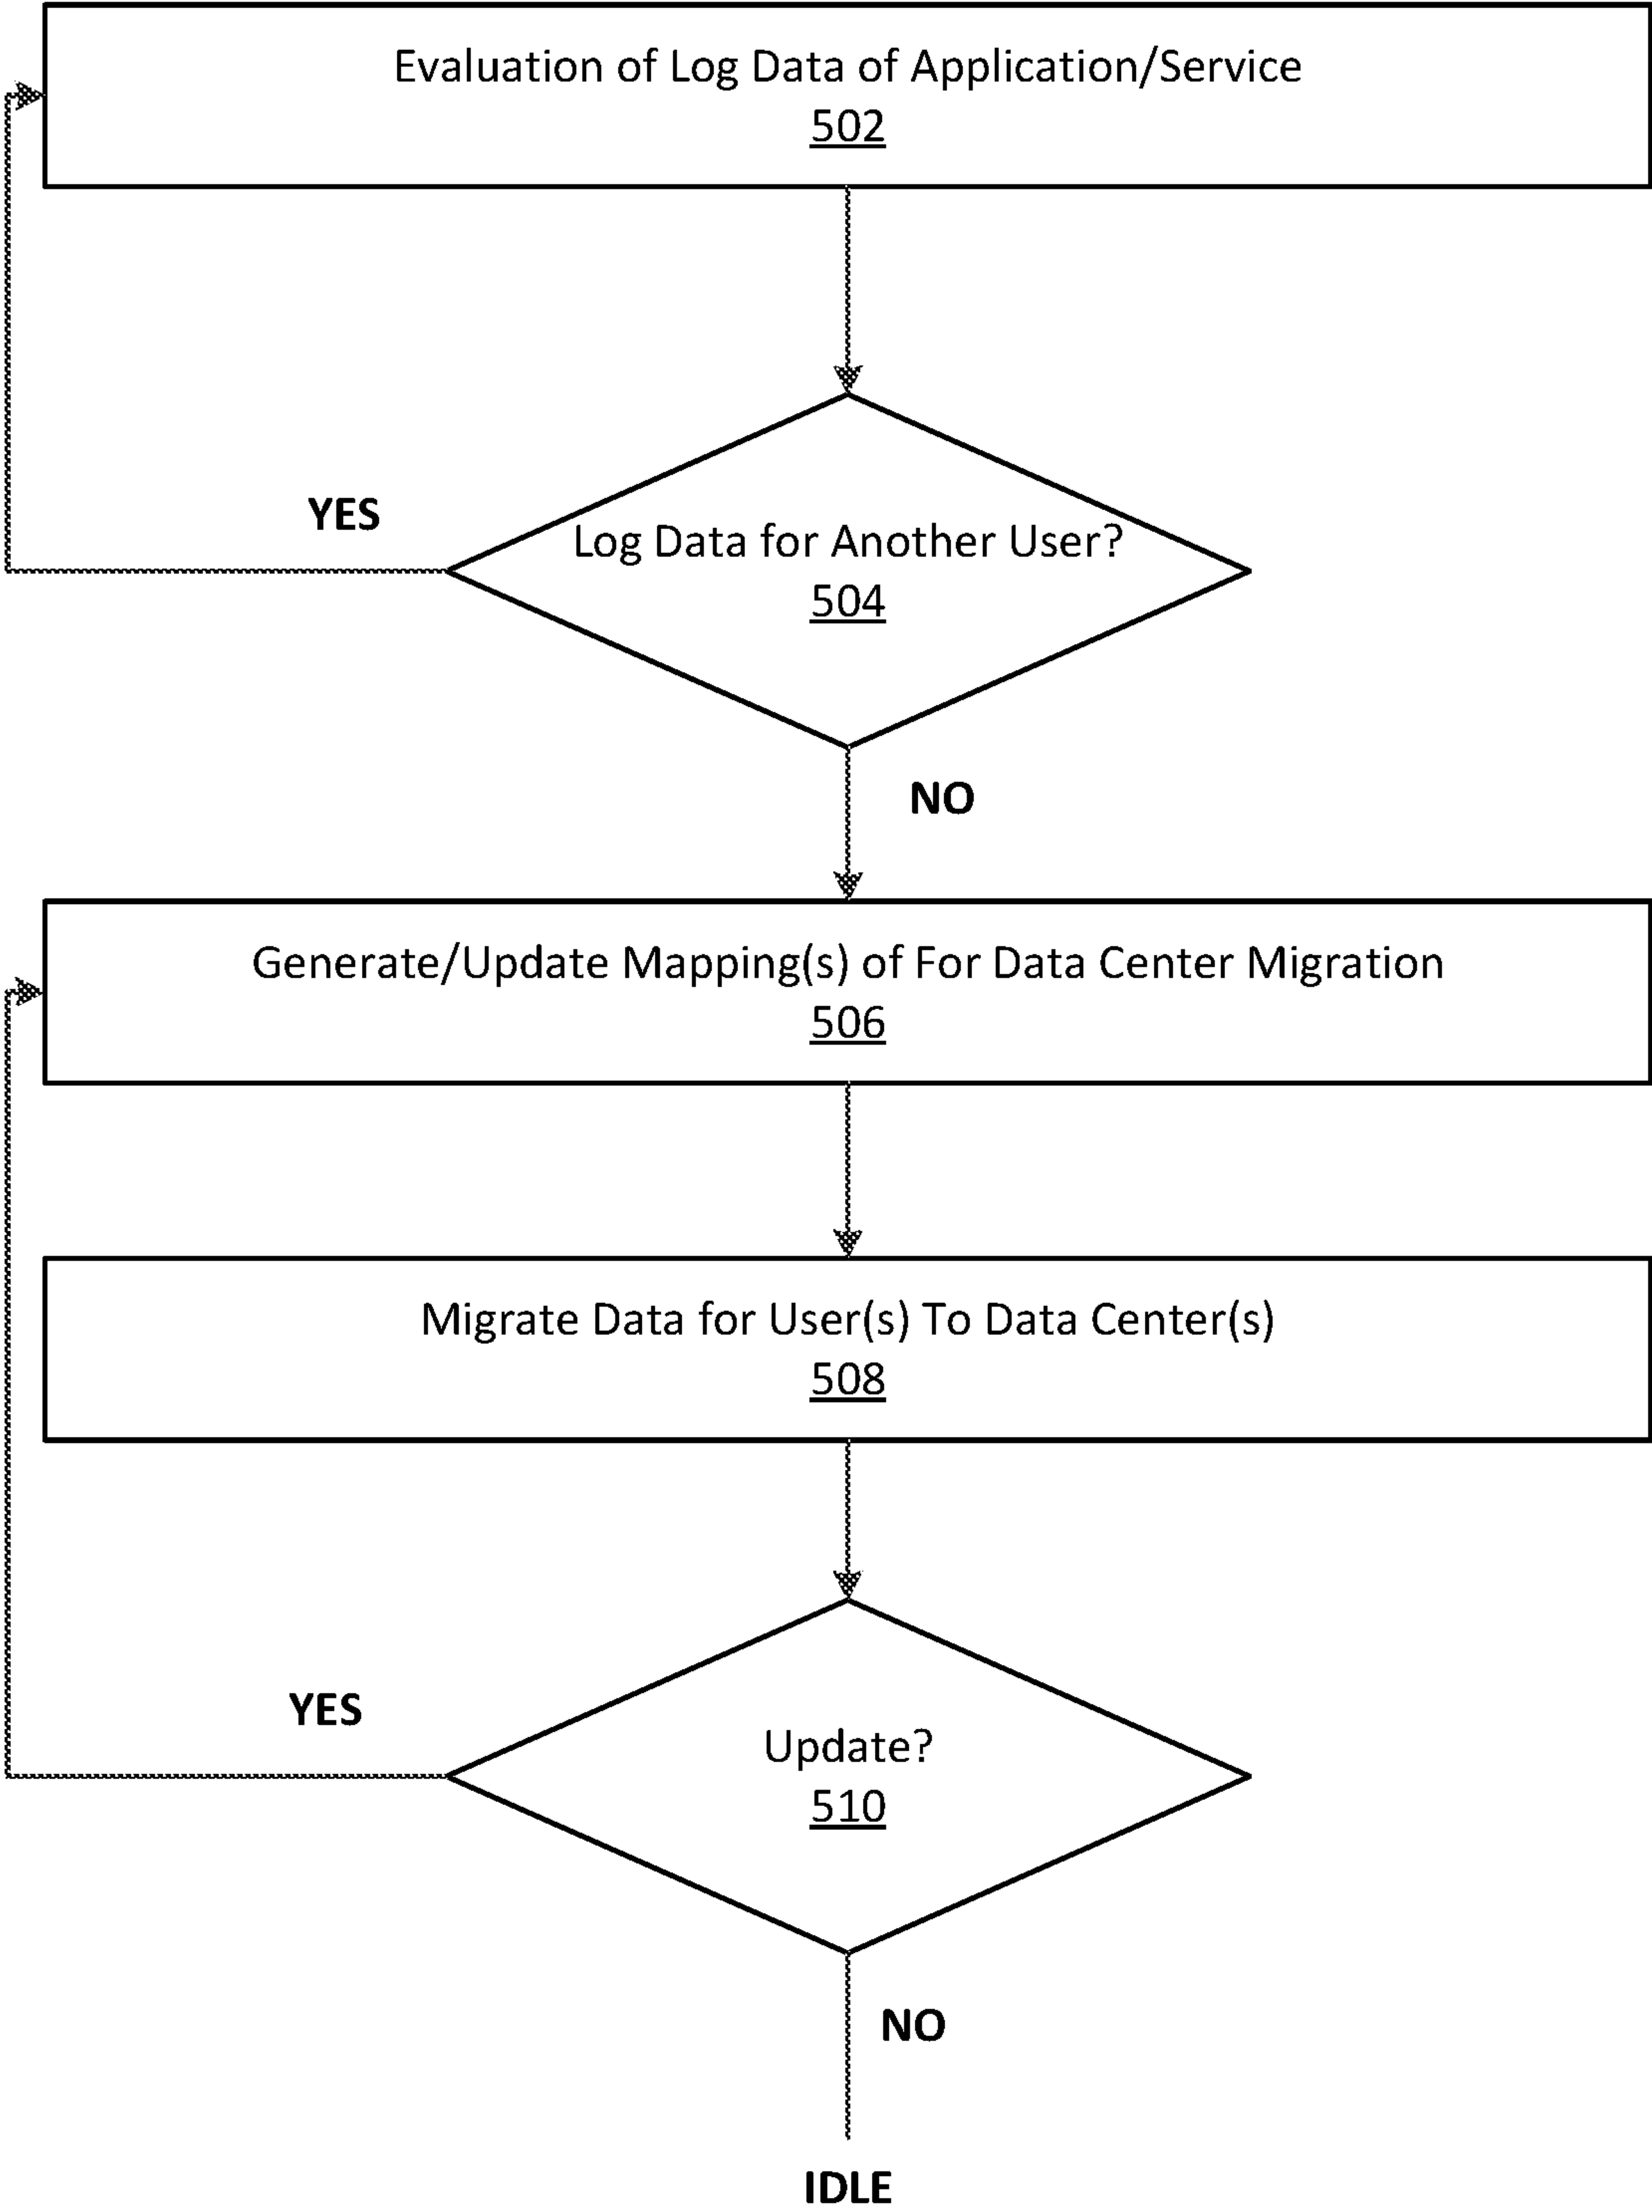 Evaluation of Log Data of Application/Service
502
YES
Log Data for Another User?
504
NO
Generate/Update Mapping(s) of For Data Center Migration
506
Migrate Data for User(s) To Data Center(s)
508
YES
Update?
510
NO
IDLE